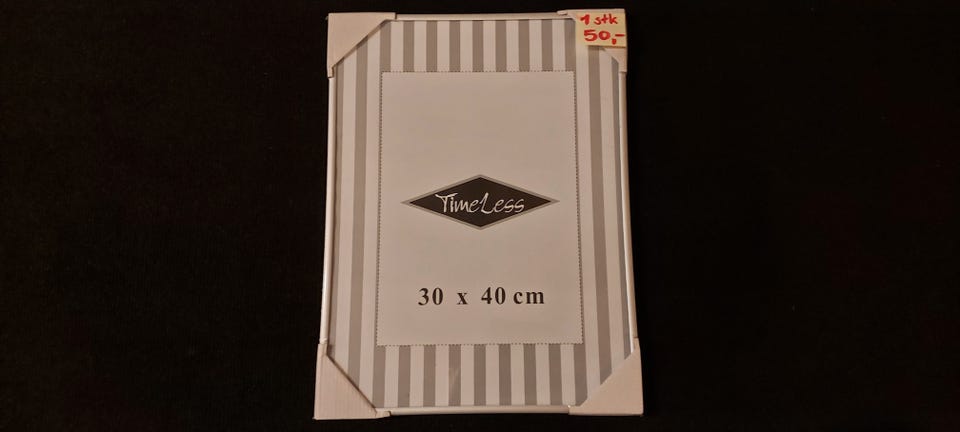 1 stk
50,-
TimeLess
30 x 40 cm